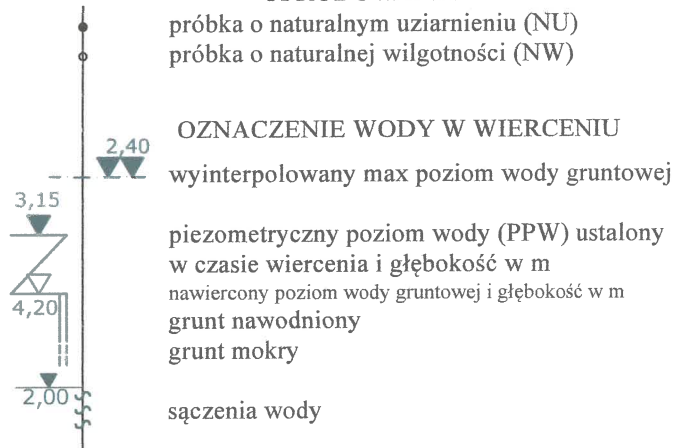 próbka o naturalnym uziarnieniu (NU)
próbka o naturalnej wilgotności (NW)
OZNACZENIE WODY W WIERCENIU
2,40
wyinterpolowany max poziom wody gruntowej
3,15
piezometryczny poziom wody (PPW) ustalony
w czasie wiercenia i głębokość w m
nawiercony poziom wody gruntowej i głębokość w m
4,20
grunt nawodniony
grunt mokry
2,00
sączenia wody